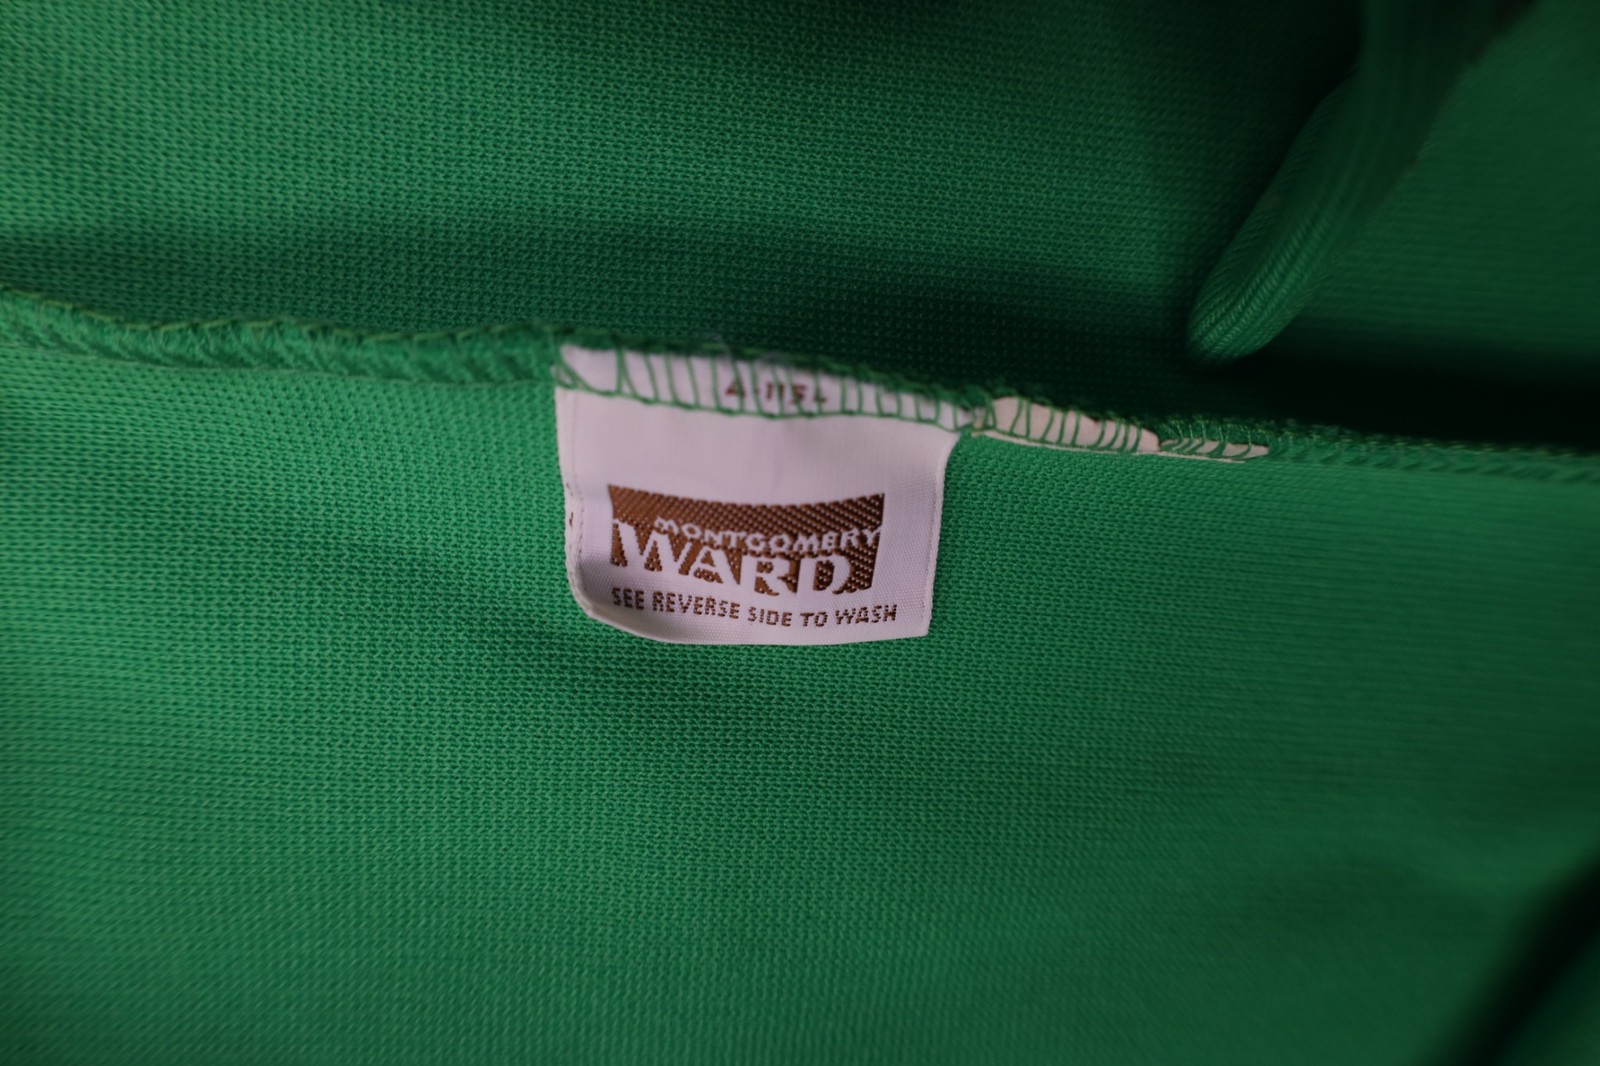 MONTGOMERY
WARD
SEE REVERSE SIDE TO WASH